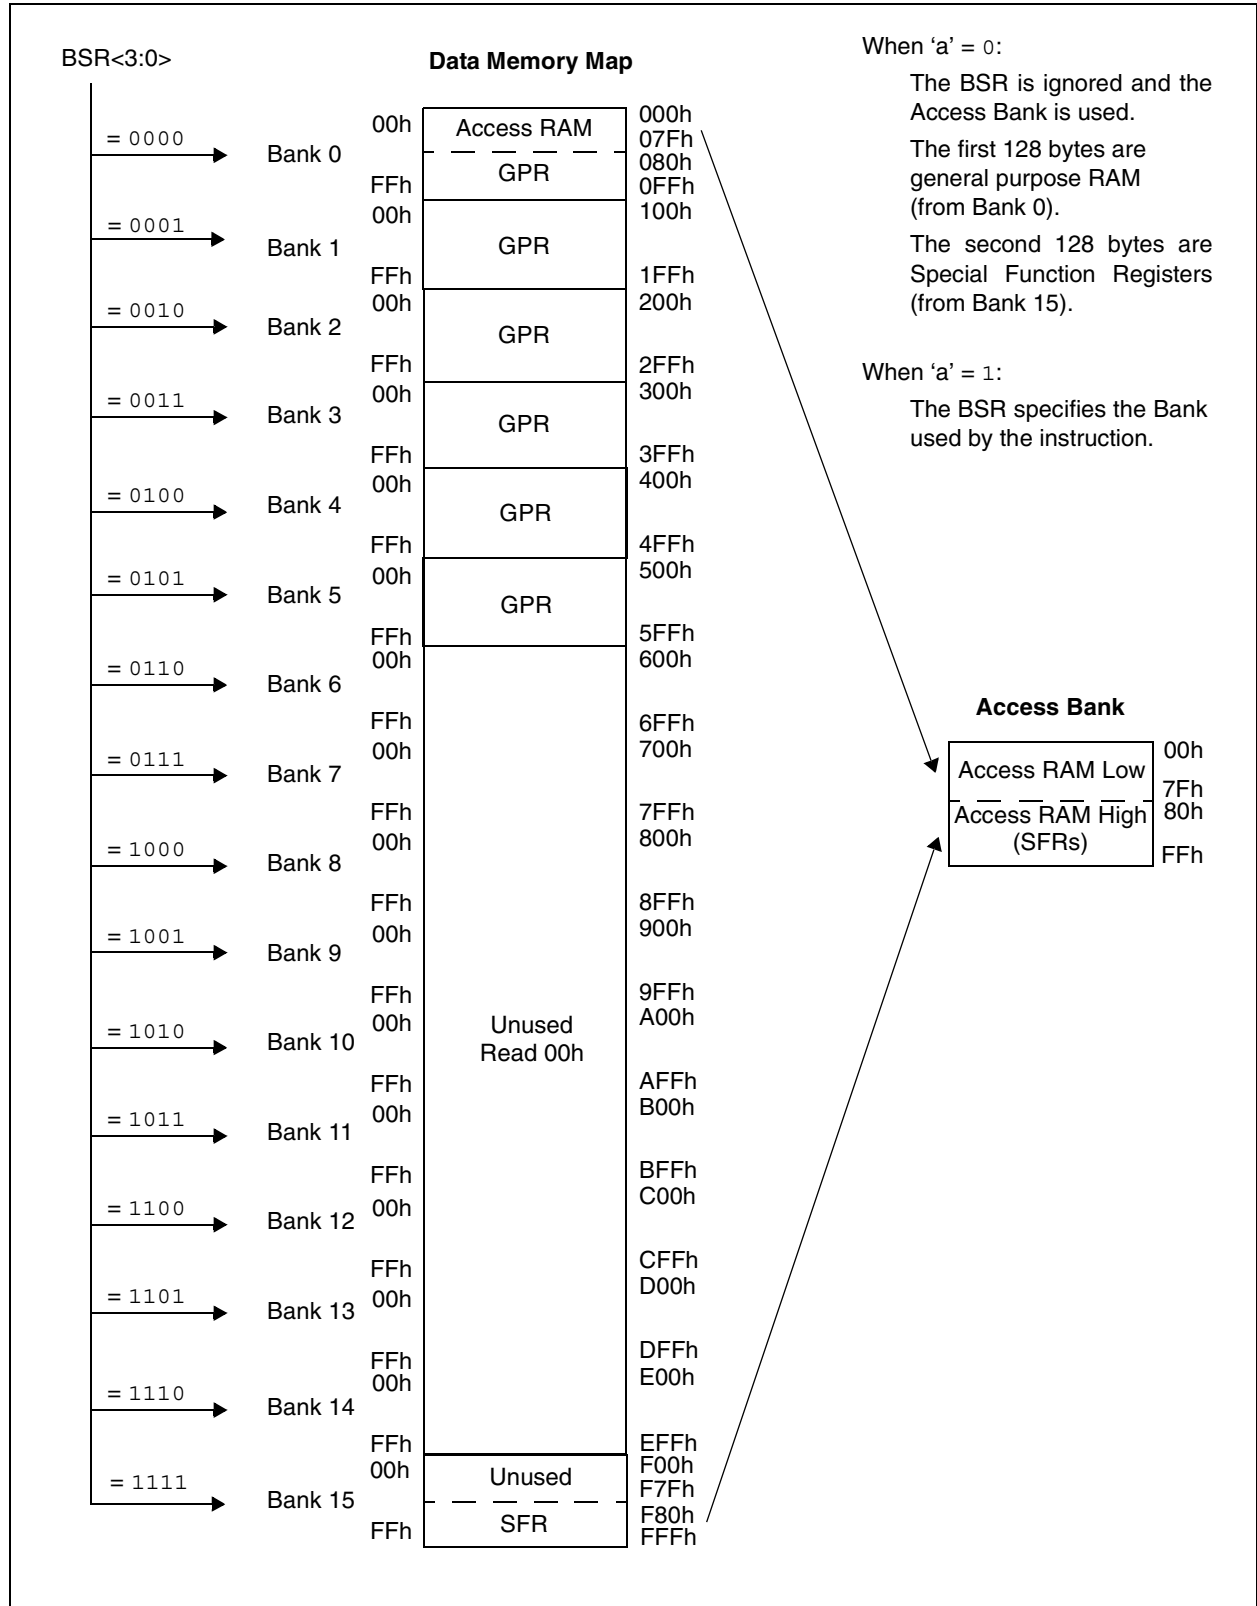 BSR<3:0>
Data Memory Map
= 0000
Bank 0
00h
Access RAM
000h
07Fh
GPR
080h
FFh
0FFh
= 0001
Bank 1
00h
GPR
100h
FFh
1FFh
= 0010
Bank 2
00h
GPR
200h
FFh
2FFh
= 0011
Bank 3
00h
GPR
300h
FFh
3FFh
= 0100
Bank 4
00h
GPR
400h
FFh
4FFh
= 0101
Bank 5
00h
GPR
500h
FFh
5FFh
= 0110
Bank 6
00h
600h
FFh
6FFh
= 0111
Bank 7
00h
700h
FFh
7FFh
= 1000
Bank 8
00h
800h
FFh
8FFh
= 1001
Bank 9
00h
900h
FFh
9FFh
= 1010
Bank 10
00h
Unused
Read 00h
A00h
FFh
AFFh
= 1011
Bank 11
00h
B00h
FFh
BFFh
= 1100
Bank 12
00h
C00h
FFh
CFFh
= 1101
Bank 13
00h
D00h
FFh
DFFh
= 1110
Bank 14
00h
E00h
FFh
EFFh
= 1111
Bank 15
00h
Unused
F00h
F7Fh
SFR
F80h
FFh
FFFh
When ‘a’ = 0:
The BSR is ignored and the
Access Bank is used.
The first 128 bytes are
general purpose RAM
(from Bank 0).
The second 128 bytes are
Special Function Registers
(from Bank 15).
When ‘a’ = 1:
The BSR specifies the Bank
used by the instruction.
Access Bank
Access RAM Low
00h
7Fh
Access RAM High
(SFRs)
80h
FFh